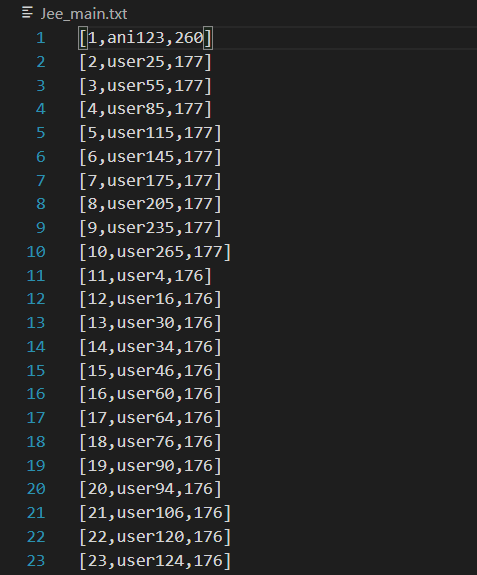 Jee_main.txt
1 [1,ani123,260]
2 [2,user25,177]
3 [3,user55,177]
4 [4,user85,177]
5 [5,user115,177]
6 [6,user145,177]
7 [7,user175,177]
8 [8,user205,177]
9 [9,user235,177]
10 [10,user265,177]
11 [11,user4,176]
12 [12,user16,176]
13 [13,user30,176]
14 [14,user34,176]
15 [15,user46,176]
16 [16,user60,176]
17 [17,user64,176]
18 [18,user76,176]
19 [19,user90,176]
20 [20,user94,176]
21 [21,user106,176]
22 [22,user120,176]
23 [23,user124,176]